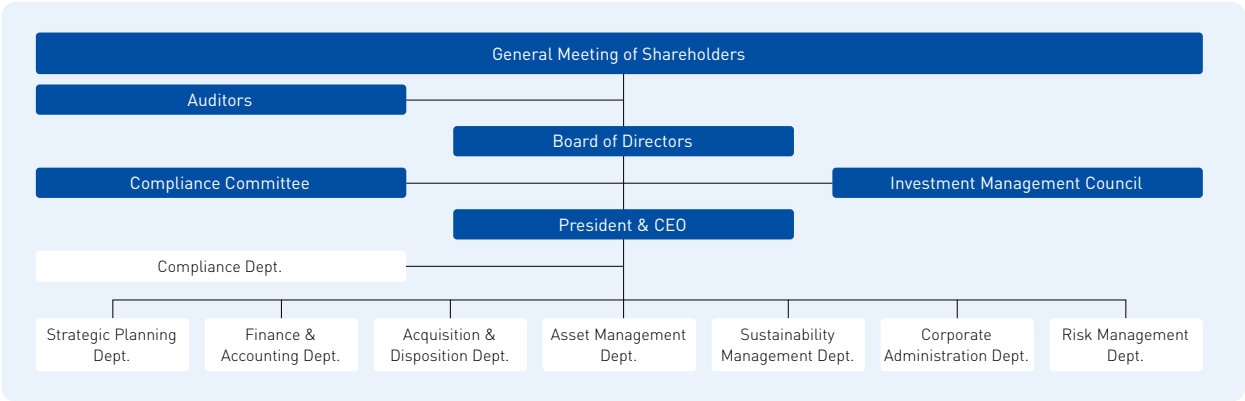 General Meeting of Shareholders
Auditors
Board of Directors
Compliance Committee
Investment Management Council
President & CEO
Compliance Dept.
Strategic Planning
Dept.
Finance &
Accounting Dept.
Acquisition &
Disposition Dept.
Asset Management
Dept.
Sustainability
Management Dept.
Corporate
Administration Dept.
Risk Management
Dept.